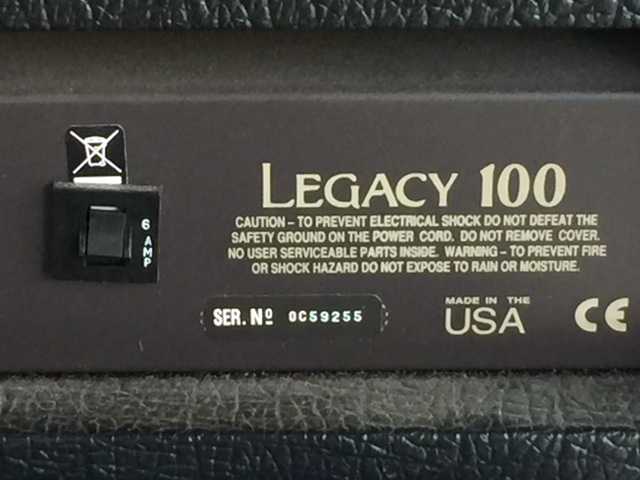 LEGACY 100
CAUTION – TO PREVENT ELECTRICAL SHOCK DO NOT DEFEAT THE
SAFETY GROUND ON THE POWER CORD. DO NOT REMOVE COVER.
NO USER SERVICEABLE PARTS INSIDE. WARNING – TO PREVENT FIRE
OR SHOCK HAZARD DO NOT EXPOSE TO RAIN OR MOISTURE.
6 AMP
SER. Nº 0C59255
MADE IN THE
USA
CE